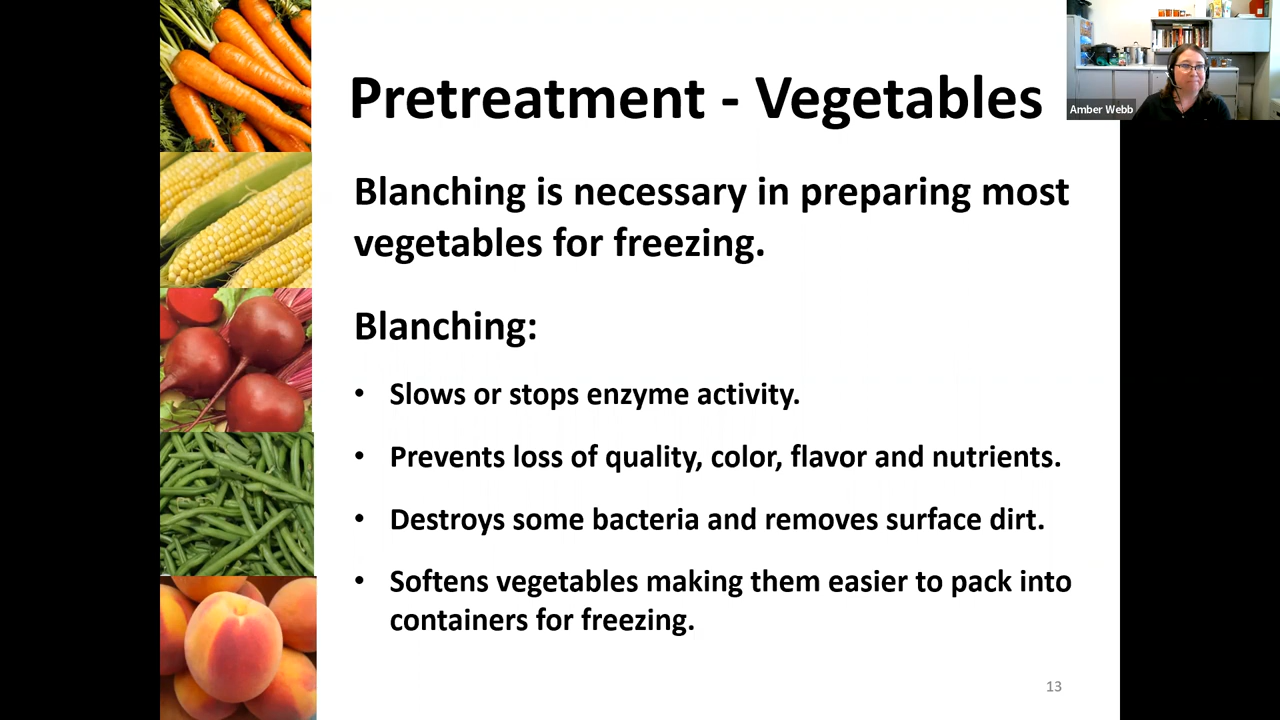 Pretreatment - Vegetables
Amber Webb
Blanching is necessary in preparing most
vegetables for freezing.
Blanching:
• Slows or stops enzyme activity.
• Prevents loss of quality, color, flavor and nutrients.
• Destroys some bacteria and removes surface dirt.
• Softens vegetables making them easier to pack into
containers for freezing.
13